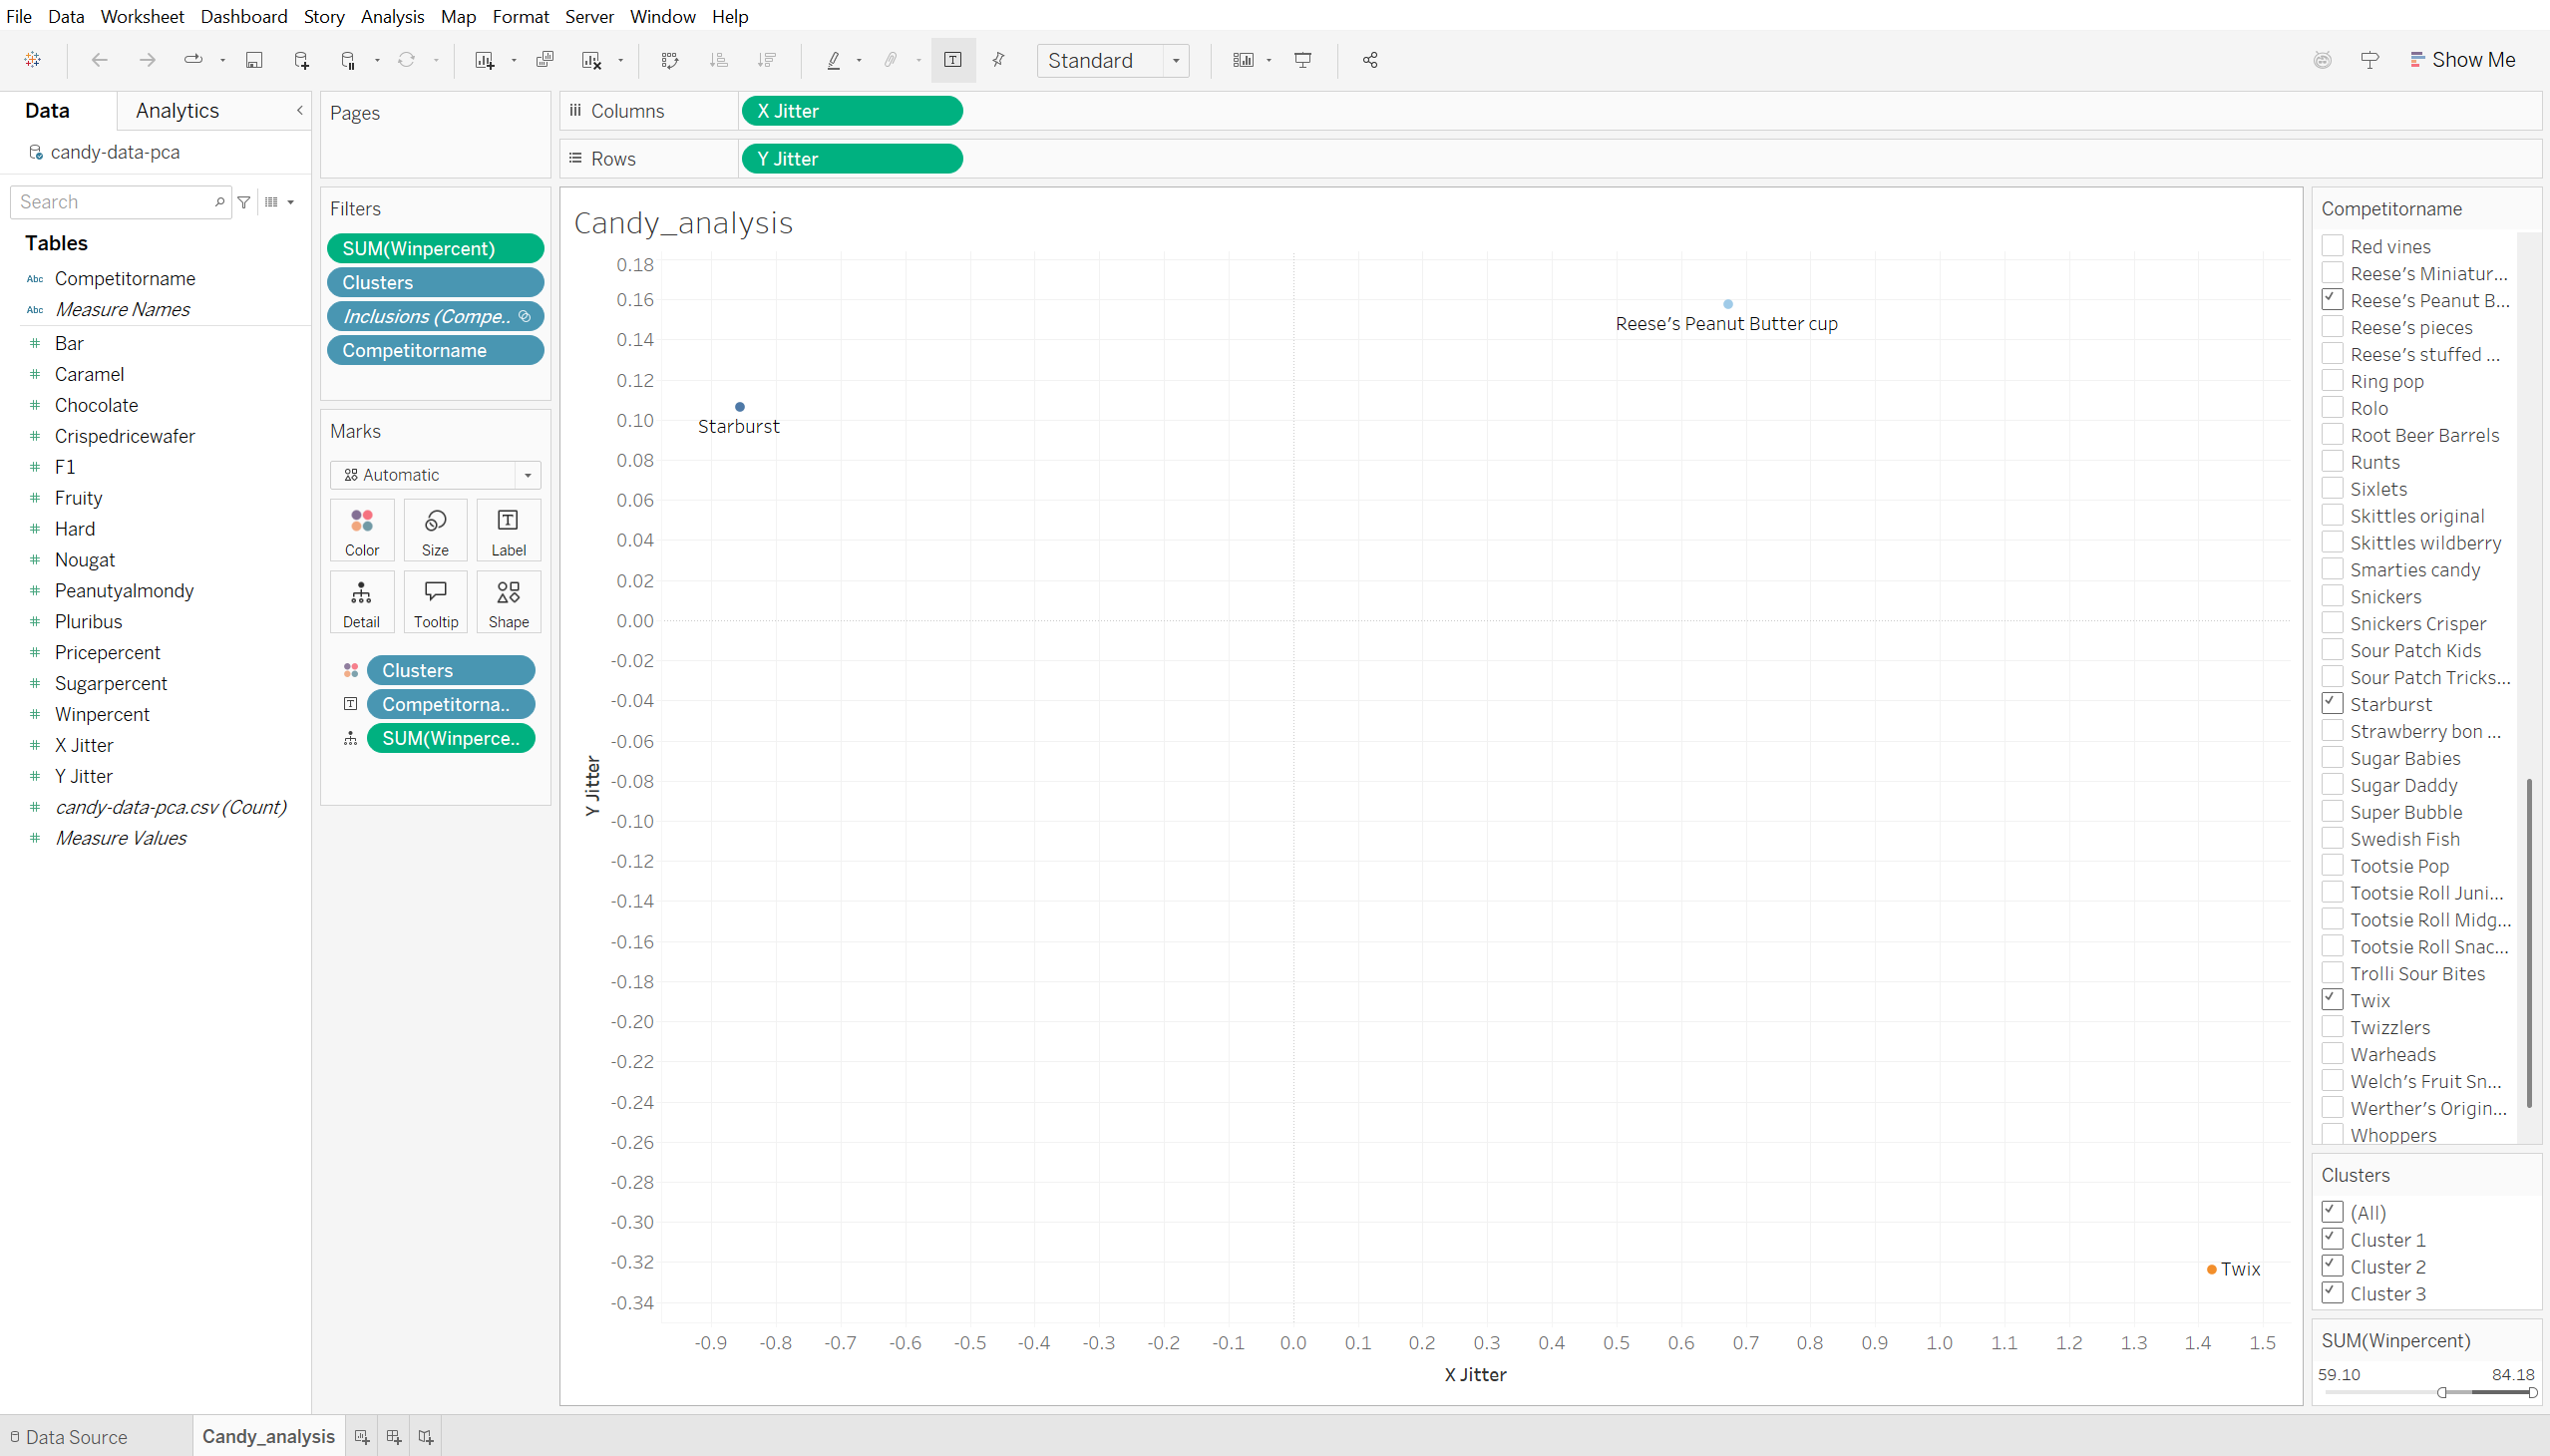 File Data Worksheet Dashboard Story Analysis Map Format Server Window Help
Standard
Show Me
Data Analytics
candy-data-pca
Search
Tables
Abc Competitorname
Abc Measure Names
# Bar
# Caramel
# Chocolate
# Crispedricewafer
# F1
# Fruity
# Hard
# Nougat
# Peanutyalmondy
# Pluribus
# Pricepercent
# Sugarpercent
# Winpercent
# X Jitter
# Y Jitter
# candy-data-pca.csv (Count)
# Measure Values
Pages
Filters
SUM(Winpercent)
Clusters
Inclusions (Compe..
Competitorname
Marks
Automatic
Color Size Label
Detail Tooltip Shape
Clusters
Competitorna..
SUM(Winperce..
Columns X Jitter
Rows Y Jitter
Candy_analysis
0.18
0.16
0.14
0.12
0.10
0.08
0.06
0.04
0.02
0.00
-0.02
-0.04
-0.06
-0.08
-0.10
-0.12
-0.14
-0.16
-0.18
-0.20
-0.22
-0.24
-0.26
-0.28
-0.30
-0.32
-0.34
Y Jitter
Reese's Peanut Butter cup
Starburst
Twix
-0.9 -0.8 -0.7 -0.6 -0.5 -0.4 -0.3 -0.2 -0.1 0.0 0.1 0.2 0.3 0.4 0.5 0.6 0.7 0.8 0.9 1.0 1.1 1.2 1.3 1.4 1.5
X Jitter
Competitorname
Red vines
Reese's Miniatur...
Reese's Peanut B...
Reese's pieces
Reese's stuffed ...
Ring pop
Rolo
Root Beer Barrels
Runts
Sixlets
Skittles original
Skittles wildberry
Smarties candy
Snickers
Snickers Crisper
Sour Patch Kids
Sour Patch Tricks...
Starburst
Strawberry bon ...
Sugar Babies
Sugar Daddy
Super Bubble
Swedish Fish
Tootsie Pop
Tootsie Roll Juni...
Tootsie Roll Midg...
Tootsie Roll Snac...
Trolli Sour Bites
Twix
Twizzlers
Warheads
Welch's Fruit Sn...
Werther's Origin...
Whoppers
Clusters
(All)
Cluster 1
Cluster 2
Cluster 3
SUM(Winpercent)
59.10 84.18
Data Source Candy_analysis